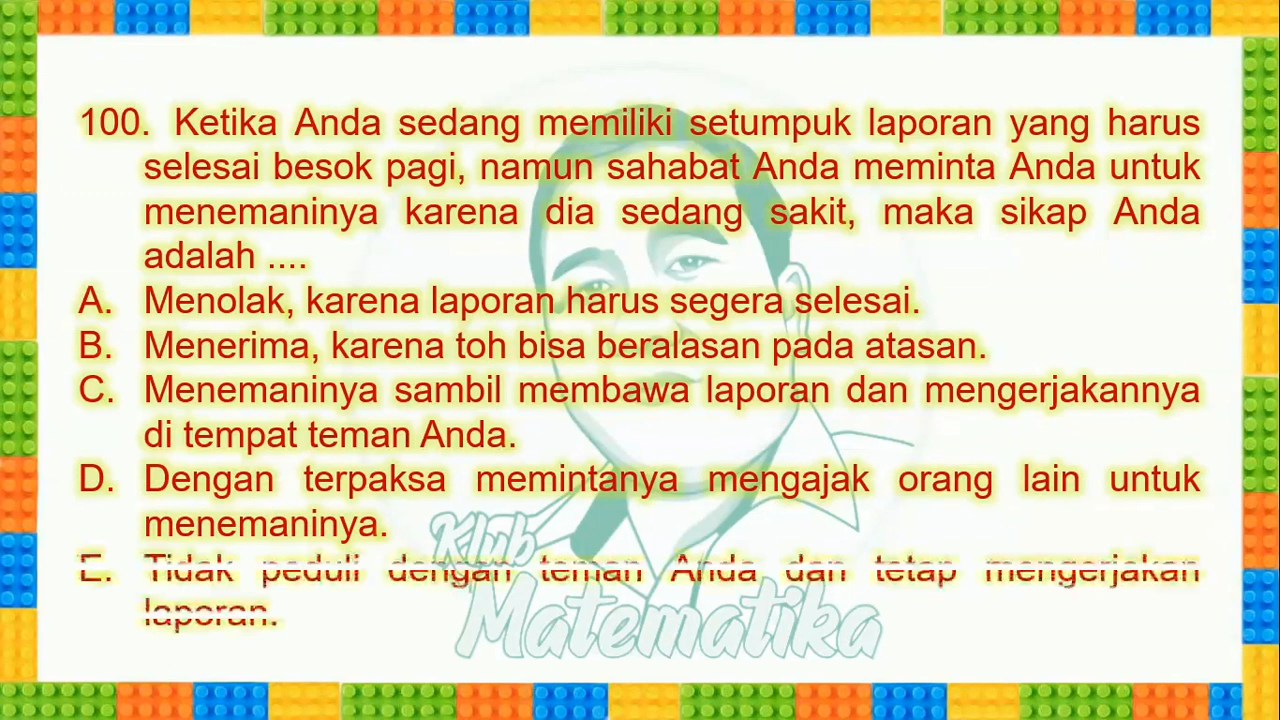 100. Ketika Anda sedang memiliki setumpuk laporan yang harus
selesai besok pagi, namun sahabat Anda meminta Anda untuk
menemaninya karena dia sedang sakit, maka sikap Anda
adalah ....
A. Menolak, karena laporan harus segera selesai.
B. Menerima, karena toh bisa beralasan pada atasan.
C. Menemaninya sambil membawa laporan dan mengerjakannya
di tempat teman Anda.
D. Dengan terpaksa memintanya mengajak orang lain untuk
menemaninya.
E. Tidak peduli dengan teman Anda dan tetap mengerjakan
laporan.
Klub
Matematika